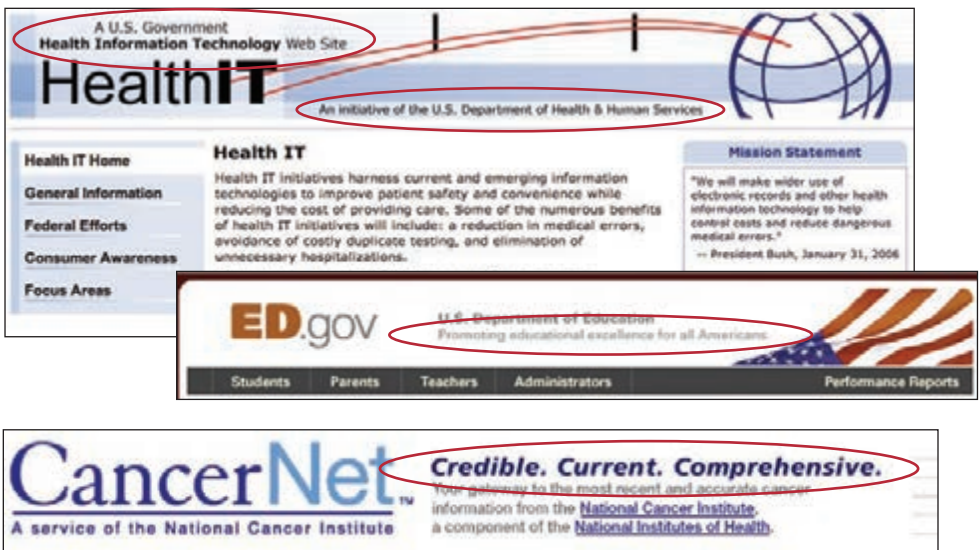 A U.S. Government
Health Information Technology Web Site
HealthIT
An initiative of the U.S. Department of Health & Human Services
Health IT Home
General Information
Federal Efforts
Consumer Awareness
Focus Areas
Health IT
Health IT initiatives harness current and emerging information
technologies to improve patient safety and convenience while
reducing the cost of providing care. Some of the numerous benefits
of health IT initiatives will include: a reduction in medical errors,
avoidance of costly duplicate testing, and elimination of
unnecessary hospitalizations.
Mission Statement
"We will make wider use of
electronic records and other health
information technology to help
control costs and reduce dangerous
medical errors."
-- President Bush, January 31, 2006
ED.gov
U.S. Department of Education
Promoting educational excellence for all Americans.
Students Parents Teachers Administrators Performance Reports
CancerNet™
A service of the National Cancer Institute
Credible. Current. Comprehensive.
Your gateway to the most recent and accurate cancer
information from the National Cancer Institute,
a component of the National Institutes of Health.